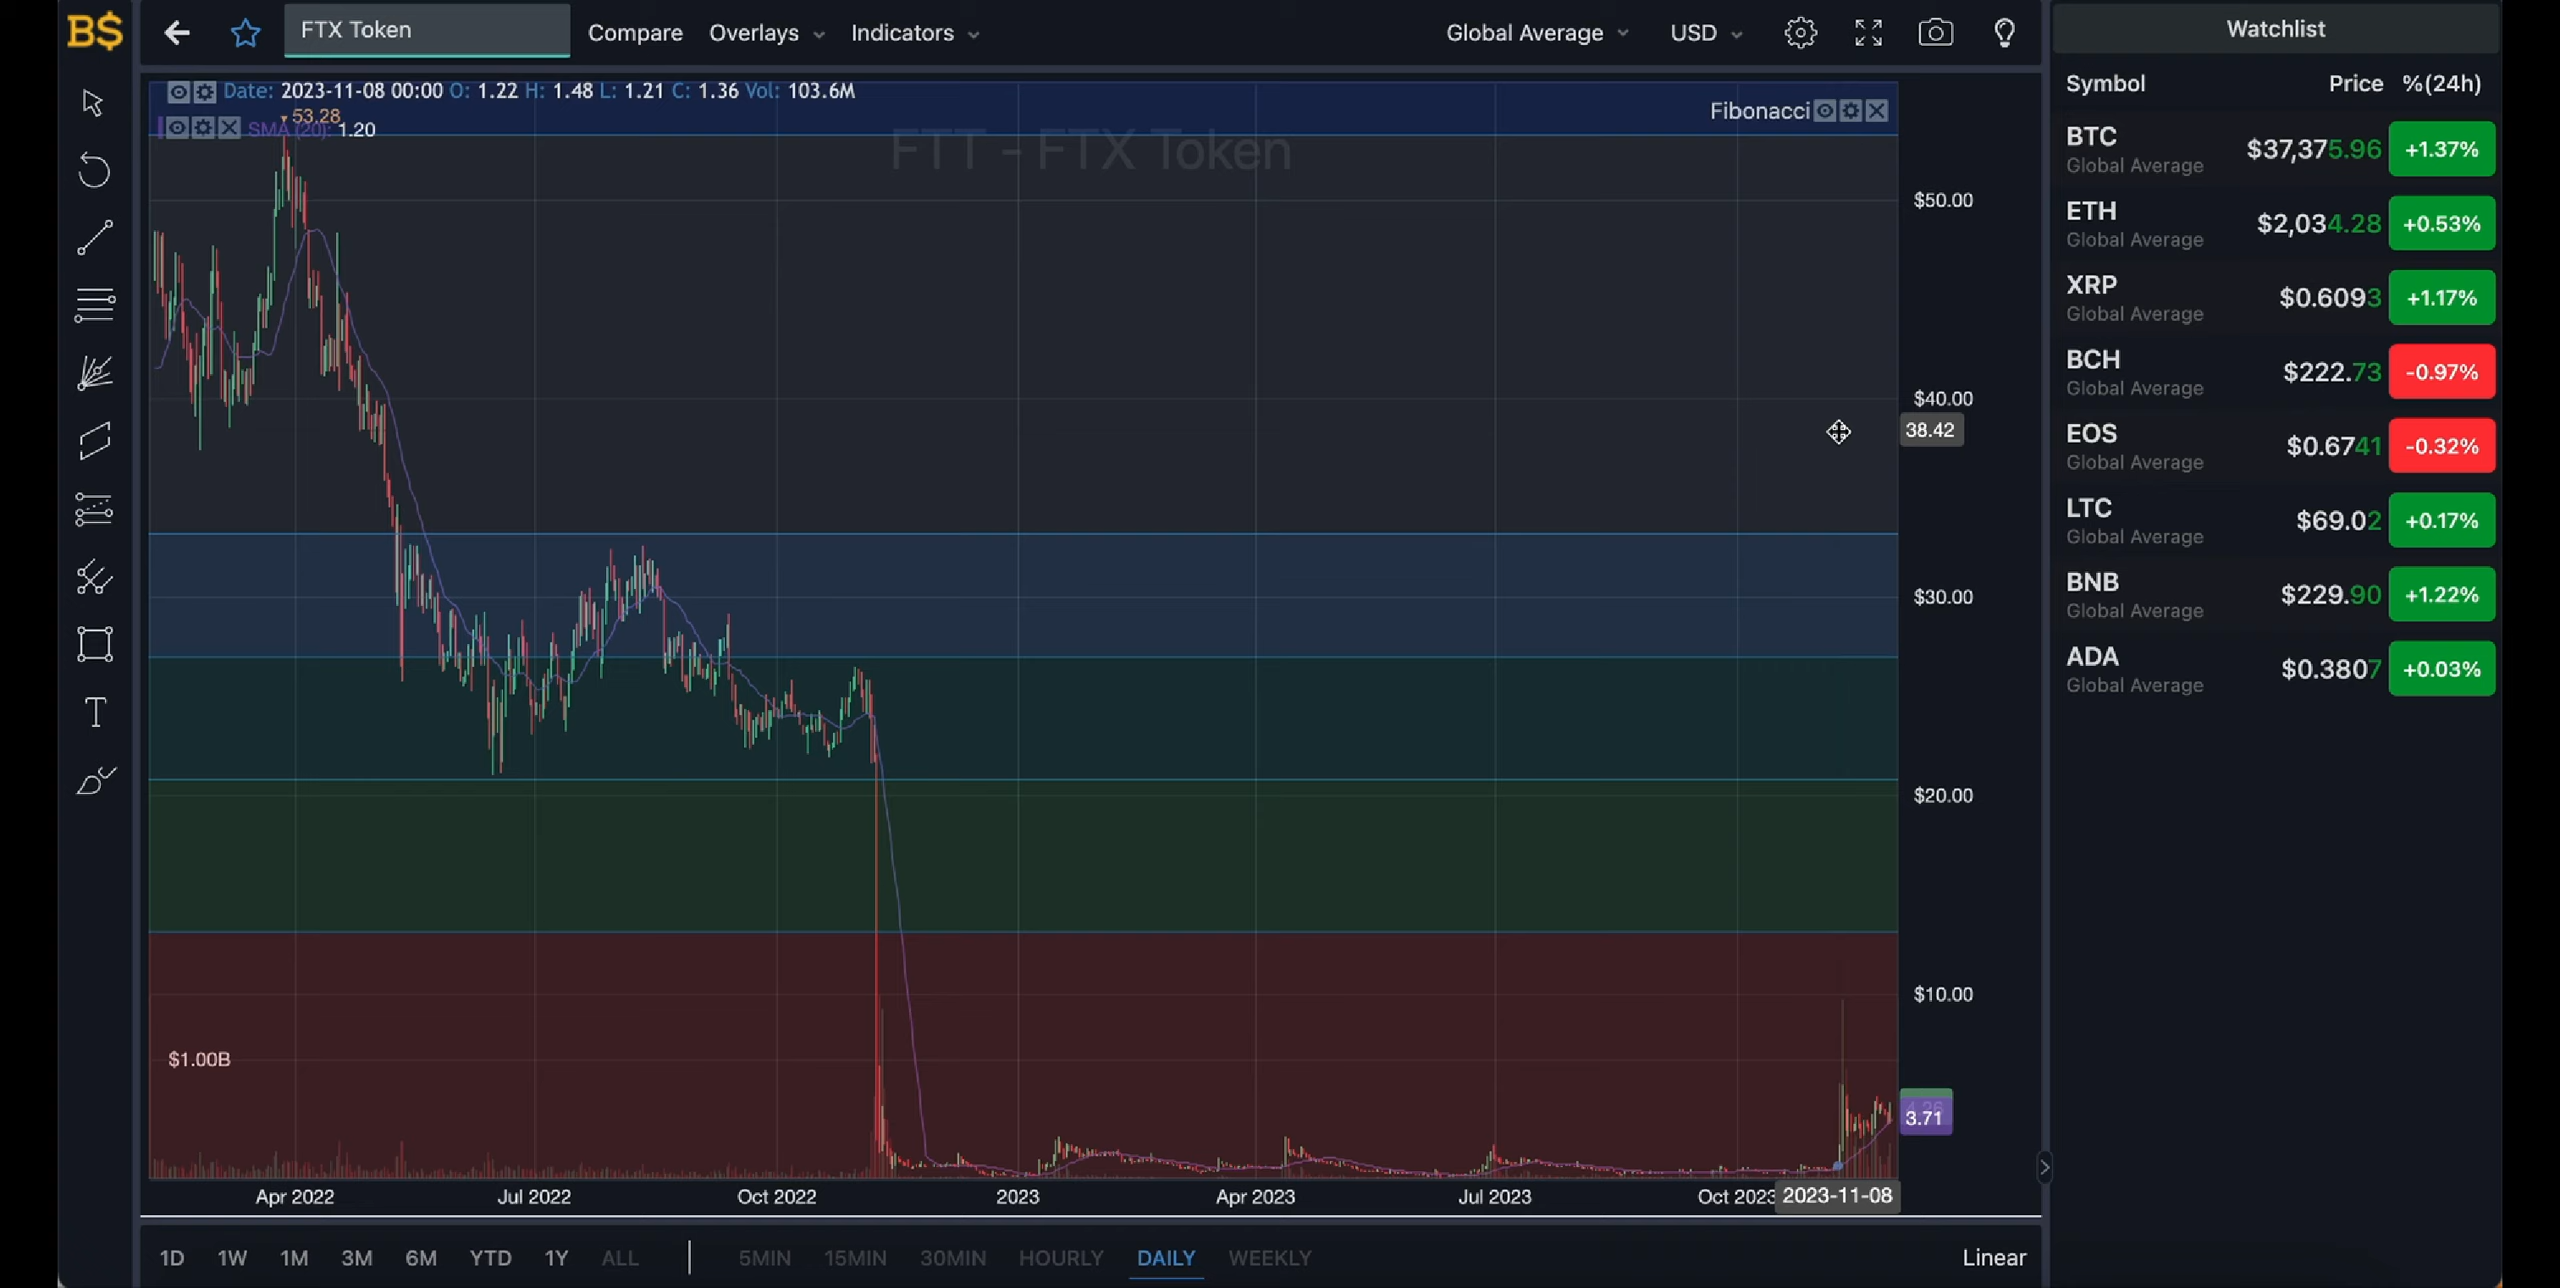 B$
FTX Token
Compare
Overlays
Indicators
Global Average
USD
Date: 2023-11-08 00:00 O: 1.22 H: 1.48 L: 1.21 C: 1.36 Vol: 103.6M
53.28
SMA (20): 1.20
Fibonacci
FTT - FTX Token
$50.00
$40.00
38.42
$30.00
$20.00
$10.00
$1.00B
3.71
Apr 2022
Jul 2022
Oct 2022
2023
Apr 2023
Jul 2023
Oct 2023
2023-11-08
1D 1W 1M 3M 6M YTD 1Y ALL
5MIN 15MIN 30MIN HOURLY DAILY WEEKLY
Linear
Watchlist
Symbol Price %(24h)
BTC $37,375.96 +1.37%
Global Average
ETH $2,034.28 +0.53%
Global Average
XRP $0.6093 +1.17%
Global Average
BCH $222.73 -0.97%
Global Average
EOS $0.6741 -0.32%
Global Average
LTC $69.02 +0.17%
Global Average
BNB $229.90 +1.22%
Global Average
ADA $0.3807 +0.03%
Global Average